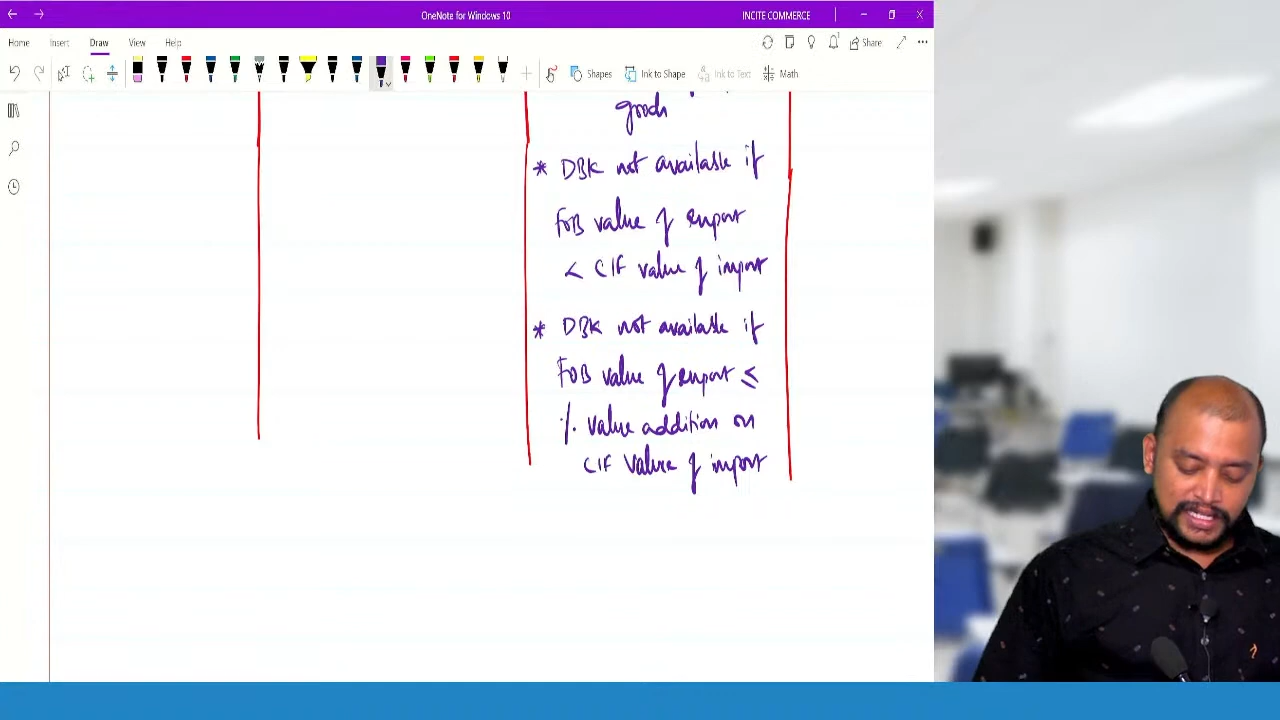 OneNote for Windows 10
INCITE COMMERCE
Home
Insert
Draw
View
Help
Share
Shapes
Ink to Shape
Ink to Text
Math
goods
* DBK not available if
FOB value of export
< CIF value of import
* DBK not available if
FOB value of export ≤
% value addition on
CIF value of import